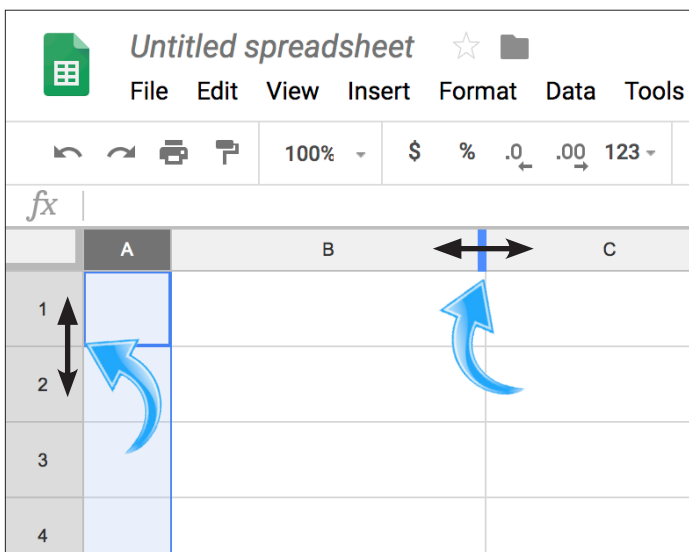 Untitled spreadsheet
File Edit View Insert Format Data Tools
100% $ % .0 .00 123
fx
A B C
1
2
3
4